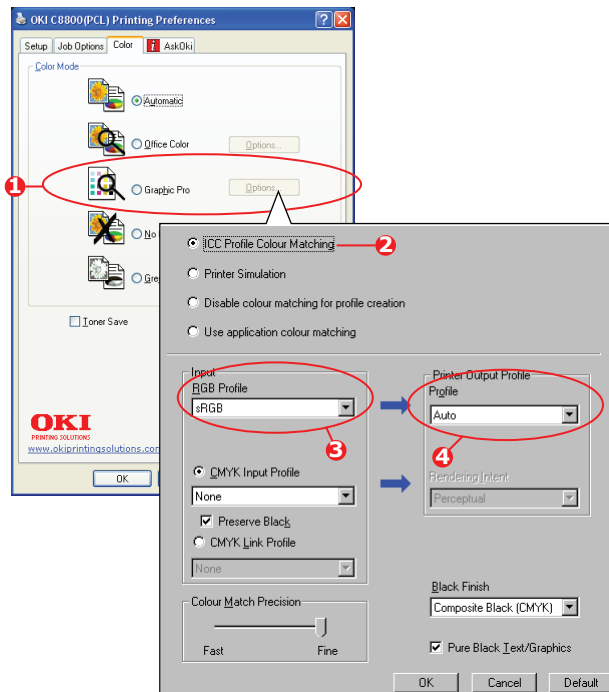 OKI C8800(PCL) Printing Preferences
Setup Job Options Color AskOki
Color Mode
Automatic
Office Color Options...
1
Graphic Pro Options...
No
ICC Profile Colour Matching 2
Printer Simulation
Disable colour matching for profile creation
Toner Save
Use application colour matching
Input
RGB Profile
sRGB
3
Printer Output Profile
Profile
Auto
4
OKI
PRINTING SOLUTIONS
www.okiprintingsolutions.com
OK
CMYK Input Profile
None
Preserve Black
CMYK Link Profile
None
Rendering Intent
Perceptual
Colour Match Precision
Fast Fine
Black Finish
Composite Black (CMYK)
Pure Black Text/Graphics
OK Cancel Default